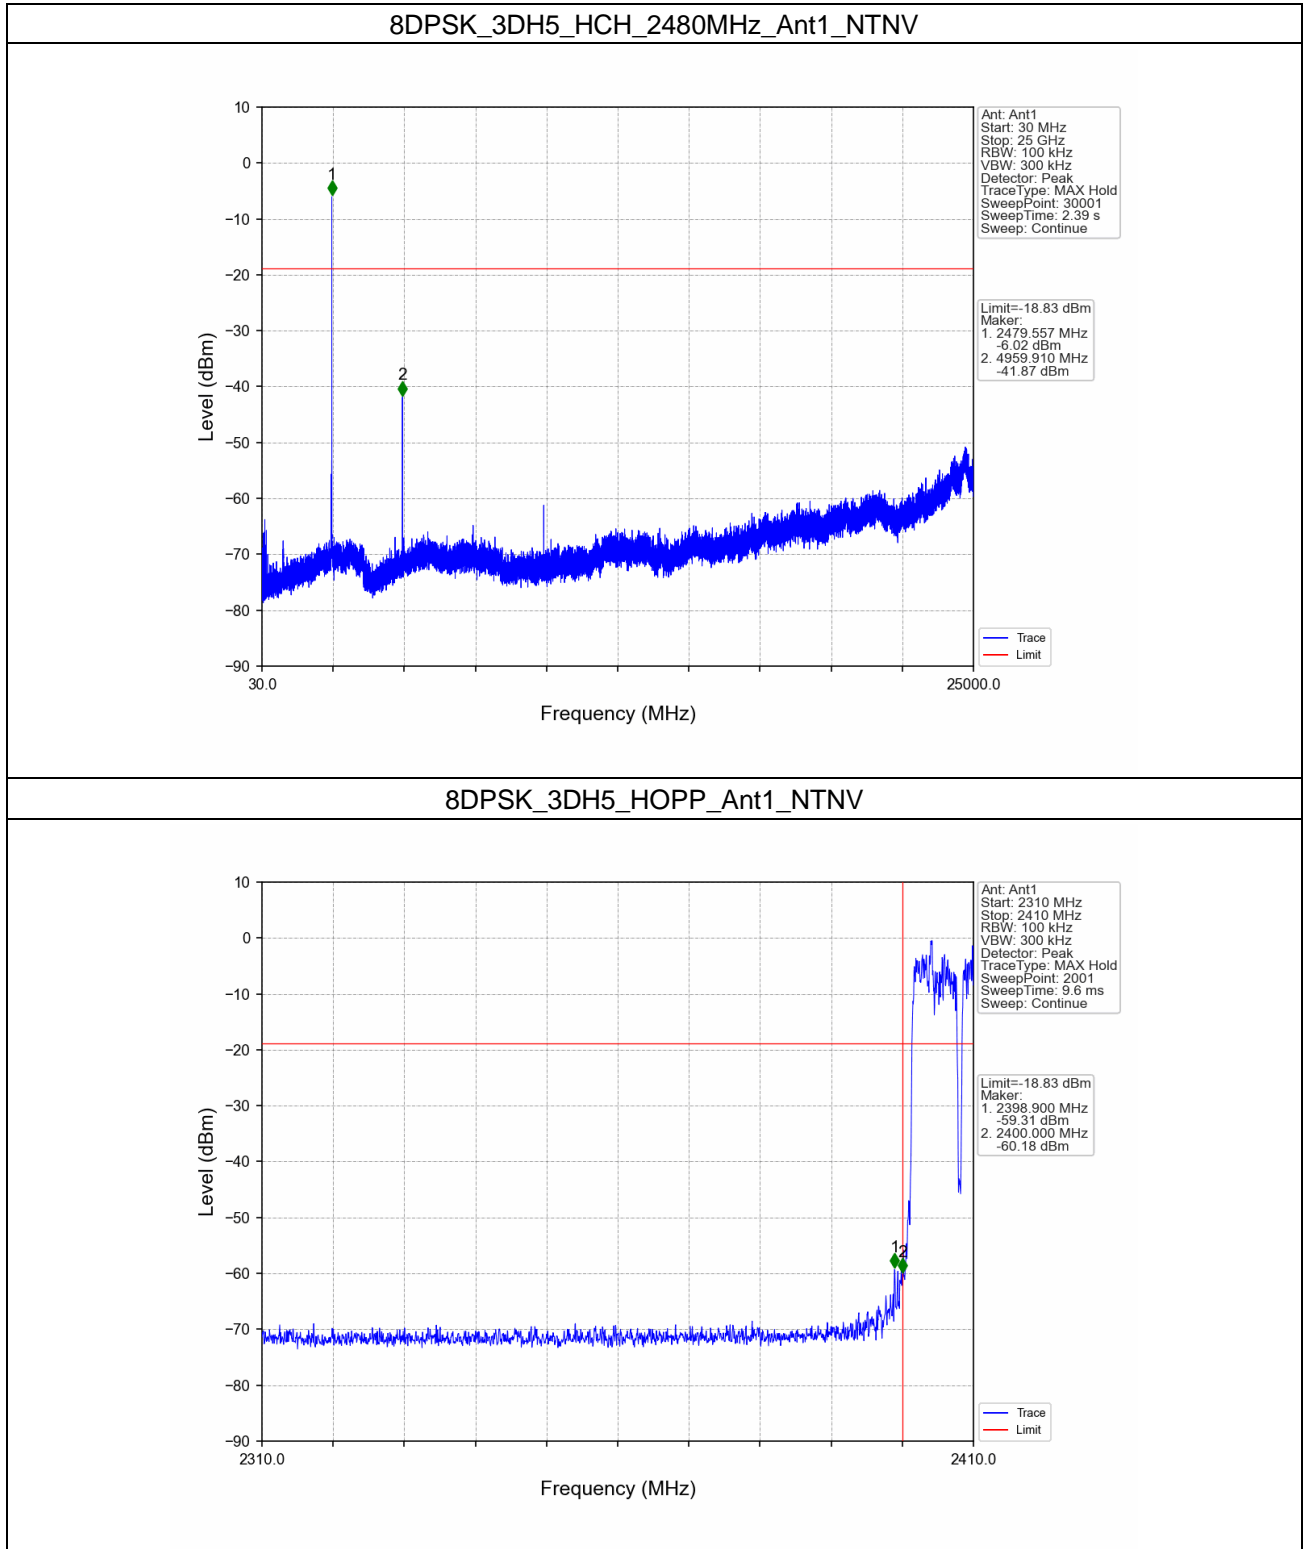 8DPSK_3DH5_HCH_2480MHz_Ant1_NTNV
10
0
−10
−20
−30
−40
−50
−60
−70
−80
−90
Level (dBm)
1
2
30.0
25000.0
Frequency (MHz)
Ant: Ant1
Start: 30 MHz
Stop: 25 GHz
RBW: 100 kHz
VBW: 300 kHz
Detector: Peak
TraceType: MAX Hold
SweepPoint: 30001
SweepTime: 2.39 s
Sweep: Continue
Limit=-18.83 dBm
Maker:
1. 2479.557 MHz
-6.02 dBm
2. 4959.910 MHz
-41.87 dBm
Trace
Limit
8DPSK_3DH5_HOPP_Ant1_NTNV
10
0
−10
−20
−30
−40
−50
−60
−70
−80
−90
Level (dBm)
1
2
2310.0
2410.0
Frequency (MHz)
Ant: Ant1
Start: 2310 MHz
Stop: 2410 MHz
RBW: 100 kHz
VBW: 300 kHz
Detector: Peak
TraceType: MAX Hold
SweepPoint: 2001
SweepTime: 9.6 ms
Sweep: Continue
Limit=-18.83 dBm
Maker:
1. 2398.900 MHz
-59.31 dBm
2. 2400.000 MHz
-60.18 dBm
Trace
Limit